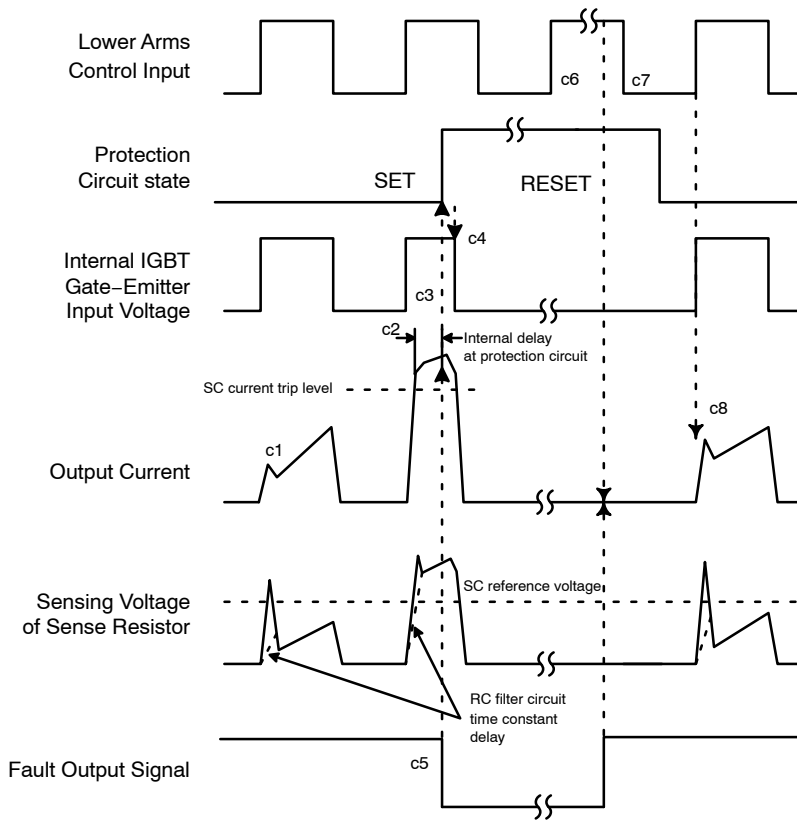 Lower Arms
Control Input
c6
c7
Protection
Circuit state
SET
RESET
c4
Internal IGBT
Gate−Emitter
Input Voltage
c3
c2
Internal delay
at protection circuit
SC current trip level
c8
c1
Output Current
SC reference voltage
Sensing Voltage
of Sense Resistor
RC filter circuit
time constant
delay
c5
Fault Output Signal